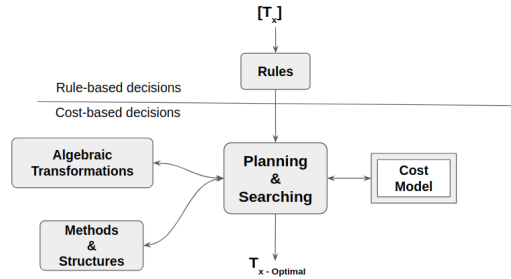 [Tx]
Rules
Rule-based decisions
Cost-based decisions
Algebraic
Transformations
Planning
&
Searching
Cost
Model
Methods
&
Structures
Tx - Optimal